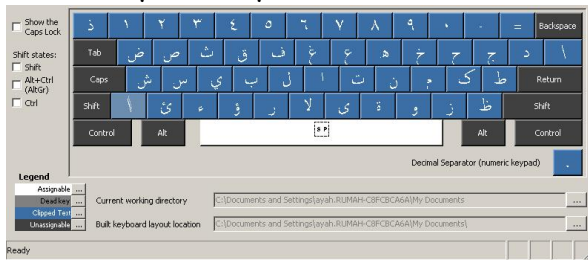 Show the
Caps Lock
ذ ١ ٢ ٣ ٤ ٥ ٦ ٧ ٨ ٩ ٠ - = Backspace
Shift states:
Shift
Alt+Ctrl
(AltGr)
Ctrl
Tab ض ص ث ق ف غ ع ه خ ح ج د \
Caps ش س ي ب ل ا ت ن م ك ط Return
Shift ئ ء ؤ ر لا ى ة و ز ظ Shift
Control Alt SP Alt Control
Decimal Separator (numeric keypad) .
Legend
Assignable ...
Dead key ...
Clipped Text ...
Unassignable ...
Current working directory C:\Documents and Settings\ayah.RUMAH-C8FCBCA6A\My Documents ...
Built keyboard layout location C:\Documents and Settings\ayah.RUMAH-C8FCBCA6A\My Documents\ ...
Ready